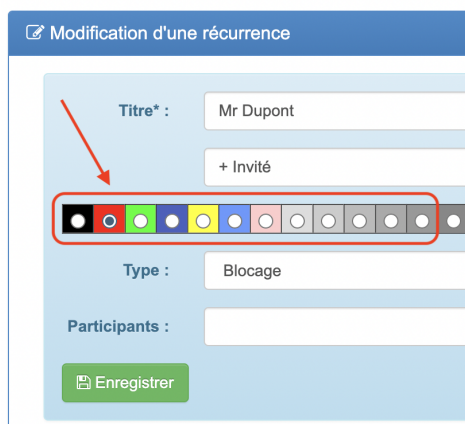 Modification d'une récurrence
Titre* : Mr Dupont
+ Invité
Type : Blocage
Participants :
Enregistrer